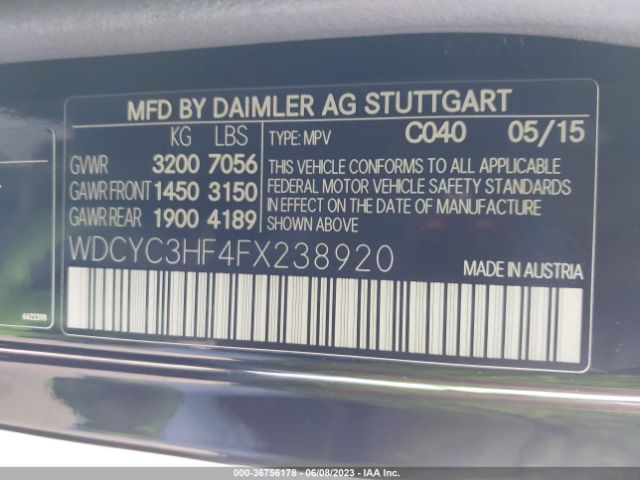 MFD BY DAIMLER AG STUTTGART
KG LBS TYPE: MPV C040 05/15
GVWR 3200 7056
GAWR FRONT 1450 3150
GAWR REAR 1900 4189
THIS VEHICLE CONFORMS TO ALL APPLICABLE
FEDERAL MOTOR VEHICLE SAFETY STANDARDS
IN EFFECT ON THE DATE OF MANUFACTURE
SHOWN ABOVE
WDCYC3HF4FX238920
MADE IN AUSTRIA
000-36756178 - 06/08/2023 - IAAI.com